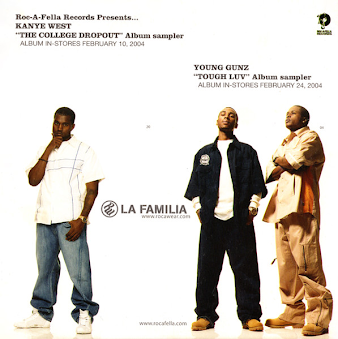 Roc-A-Fella Records Presents...
KANYE WEST
"THE COLLEGE DROPOUT" Album sampler
ALBUM IN-STORES FEBRUARY 10, 2004
YOUNG GUNZ
"TOUGH LUV" Album sampler
ALBUM IN-STORES FEBRUARY 24, 2004
LA FAMILIA
www.rocawear.com
www.rocafella.com